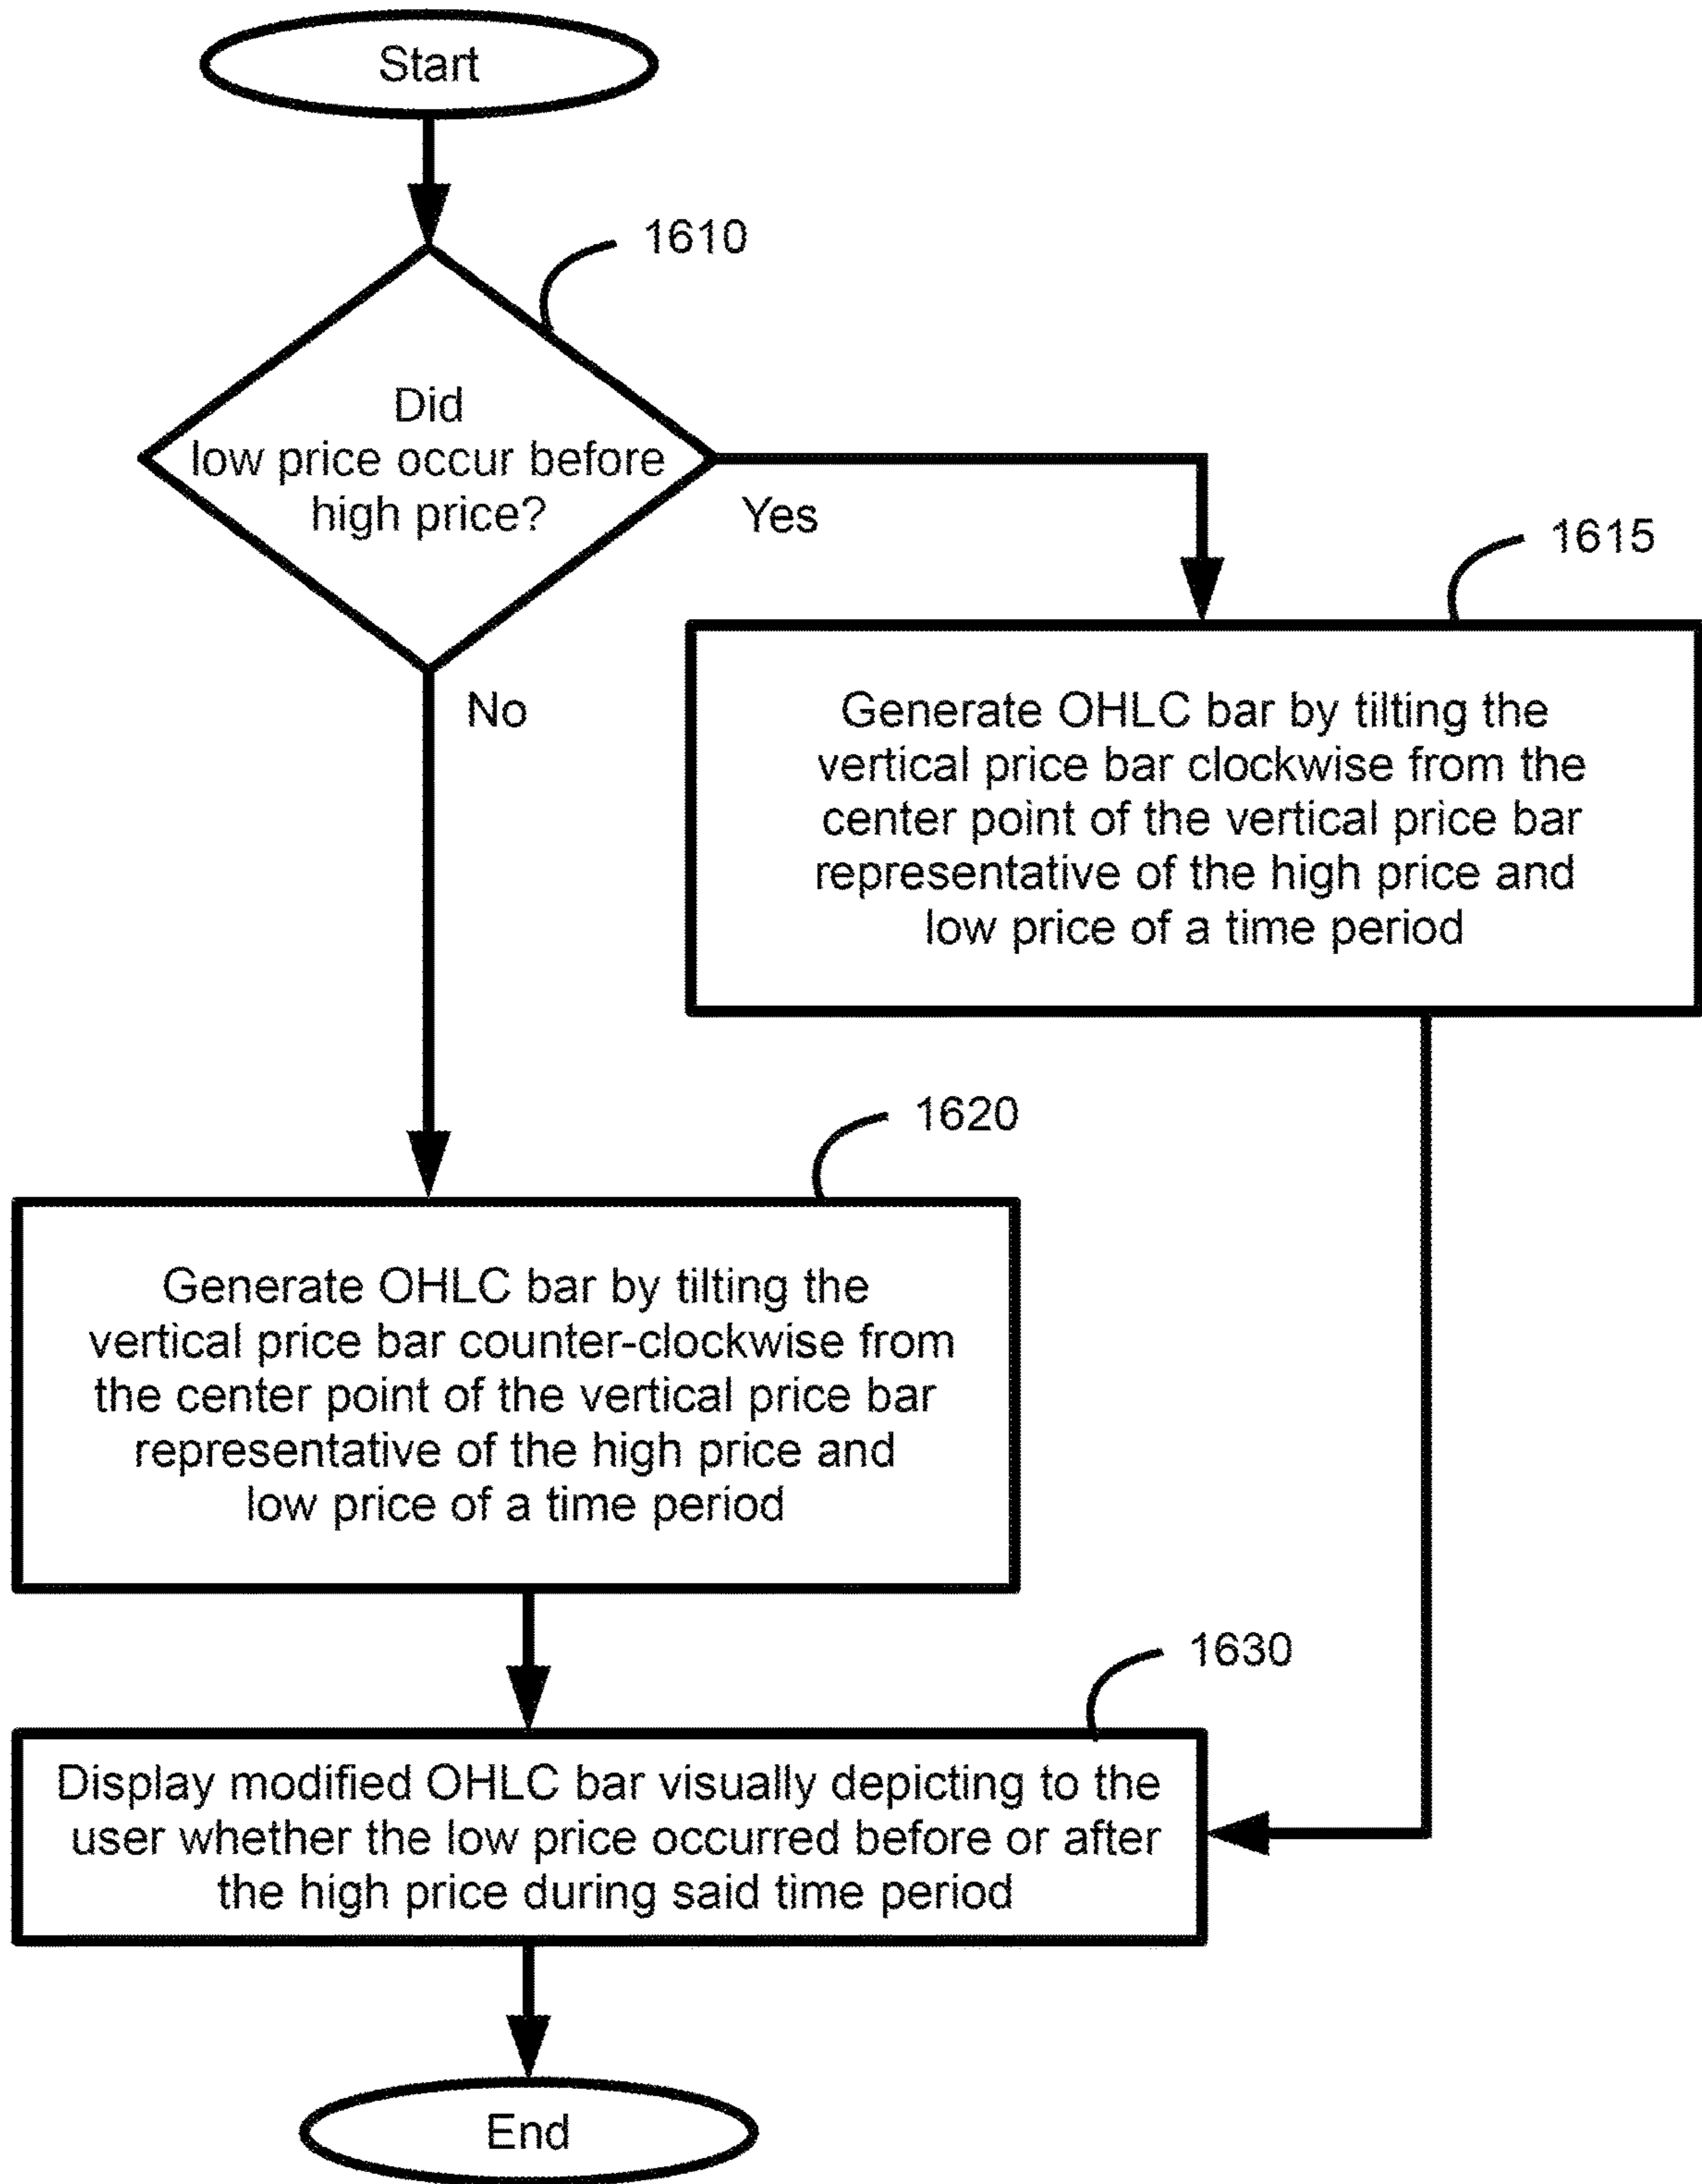 Start
1610
Did
low price occur before
high price?
Yes
1615
No
Generate OHLC bar by tilting the
vertical price bar clockwise from the
center point of the vertical price bar
representative of the high price and
low price of a time period
1620
Generate OHLC bar by tilting the
vertical price bar counter-clockwise from
the center point of the vertical price bar
representative of the high price and
low price of a time period
1630
Display modified OHLC bar visually depicting to the
user whether the low price occurred before or after
the high price during said time period
End